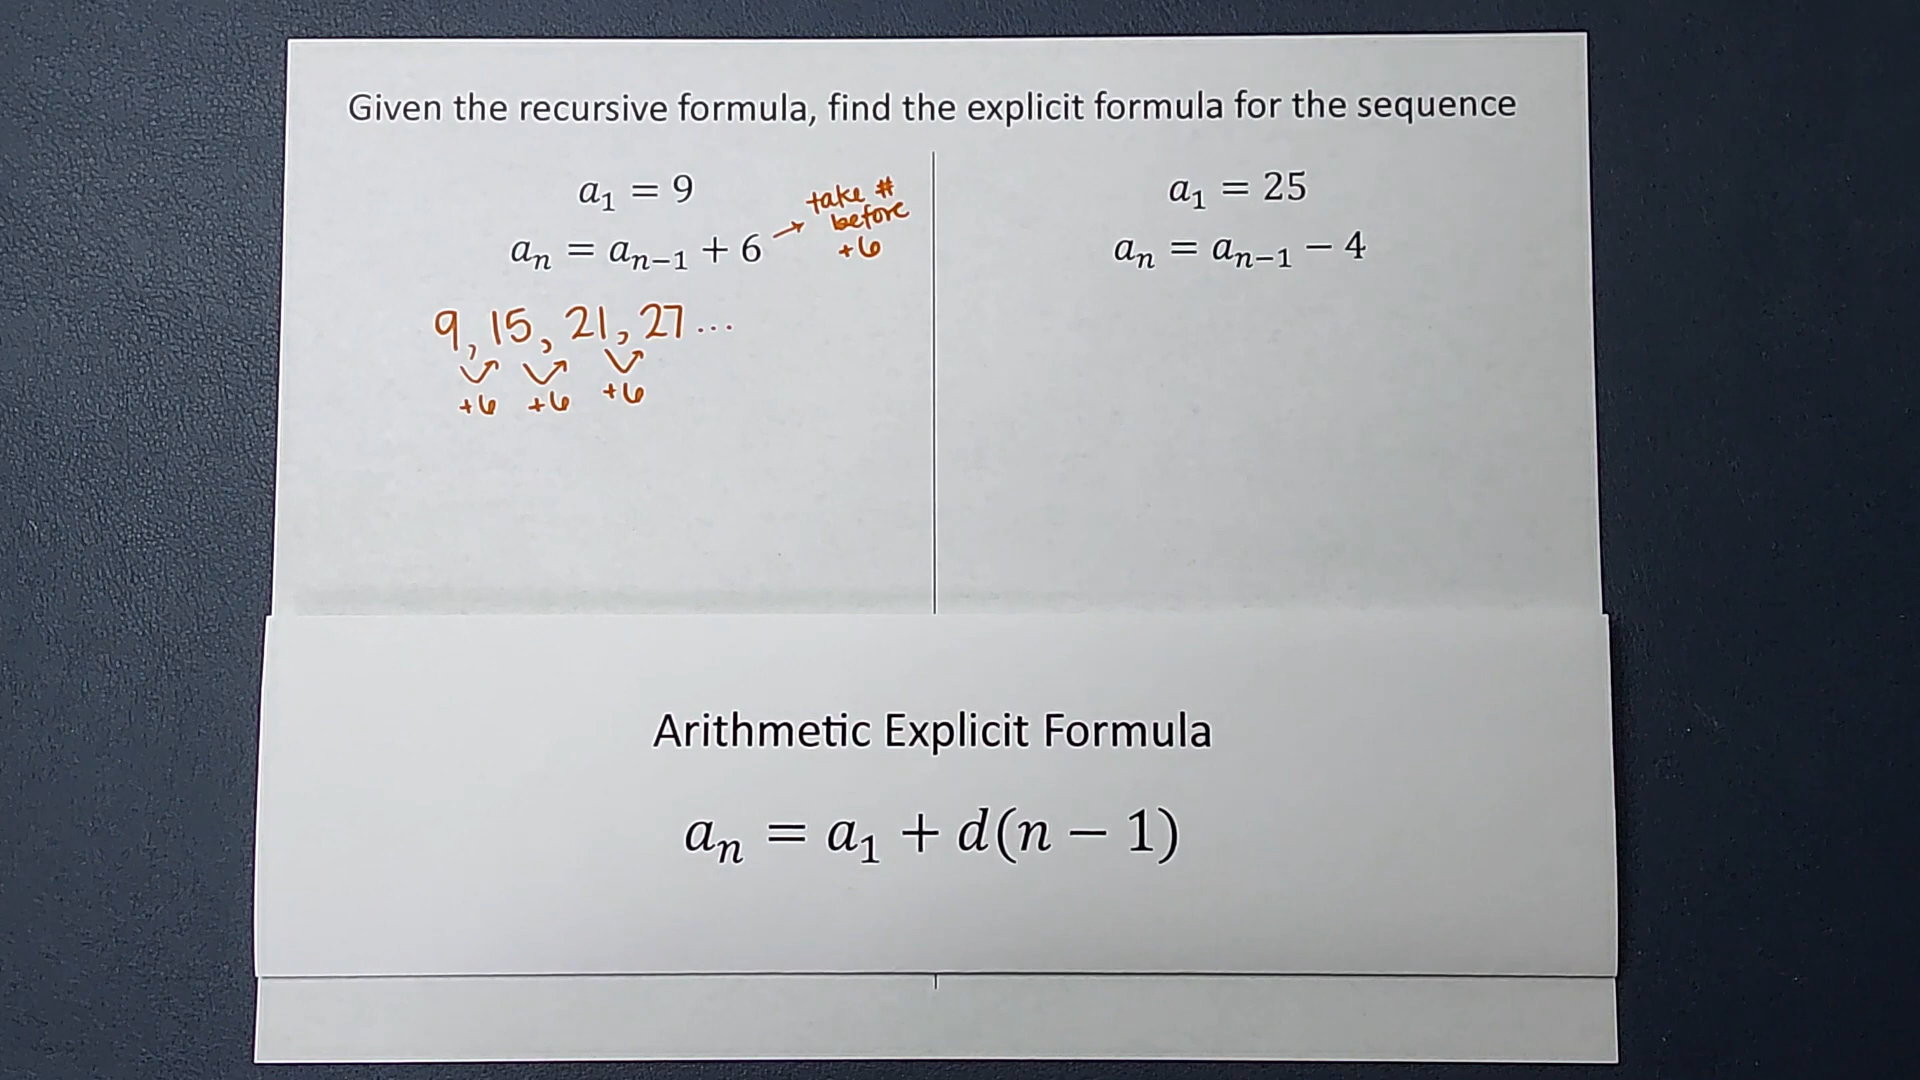 Given the recursive formula, find the explicit formula for the sequence
a₁ = 9
aₙ = aₙ₋₁ + 6
→ take #
before
+6
9, 15, 21, 27...
+6 +6 +6
a₁ = 25
aₙ = aₙ₋₁ − 4
Arithmetic Explicit Formula
aₙ = a₁ + d(n − 1)